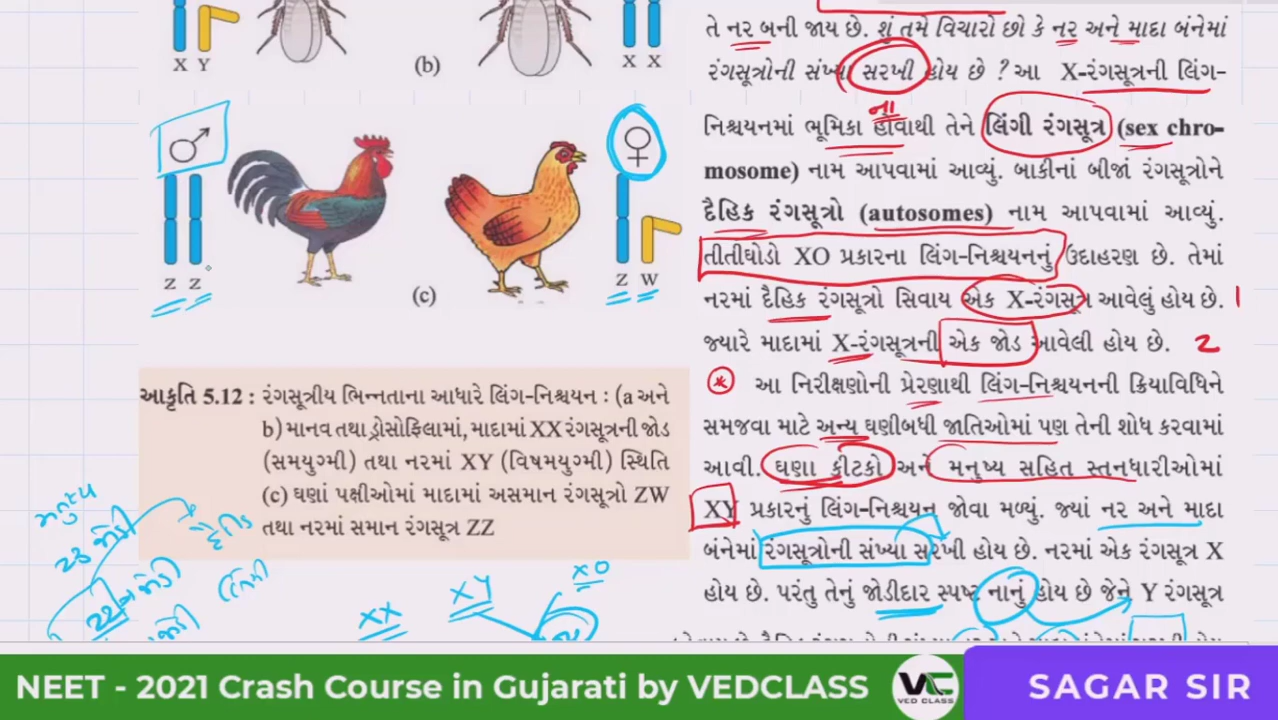 X Y
(b)
X X
Z Z
(c)
Z W
આકૃતિ 5.12 : રંગસૂત્રીય ભિન્નતાના આધારે લિંગ-નિશ્ચયન : (a અને
b) માનવ તથા ડ્રોસોફિલામાં, માદામાં XX રંગસૂત્રની જોડ
(સમયુગ્મી) તથા નરમાં XY (વિષમયુગ્મી) સ્થિતિ
(c) ઘણાં પક્ષીઓમાં માદામાં અસમાન રંગસૂત્રો ZW
તથા નરમાં સમાન રંગસૂત્ર ZZ
XX
XY
XO
તે નર બની જાય છે. શું તમે વિચારો છો કે નર અને માદા બંનેમાં
રંગસૂત્રોની સંખ્યા સરખી હોય છે ? આ X-રંગસૂત્રની લિંગ-
ના
નિશ્ચયનમાં ભૂમિકા હોવાથી તેને લિંગી રંગસૂત્ર (sex chro-
mosome) નામ આપવામાં આવ્યું. બાકીનાં બીજાં રંગસૂત્રોને
દૈહિક રંગસૂત્રો (autosomes) નામ આપવામાં આવ્યું.
તીતીઘોડો XO પ્રકારના લિંગ-નિશ્ચયનનું ઉદાહરણ છે. તેમાં
નરમાં દૈહિક રંગસૂત્રો સિવાય એક X-રંગસૂત્ર આવેલું હોય છે. 1
જ્યારે માદામાં X-રંગસૂત્રની એક જોડ આવેલી હોય છે. 2
આ નિરીક્ષણોની પ્રેરણાથી લિંગ-નિશ્ચયનની ક્રિયાવિધિને
સમજવા માટે અન્ય ઘણીબધી જાતિઓમાં પણ તેની શોધ કરવામાં
આવી. ઘણા કીટકો અને મનુષ્ય સહિત સ્તનધારીઓમાં
XY પ્રકારનું લિંગ-નિશ્ચયન જોવા મળ્યું. જ્યાં નર અને માદા
બંનેમાં રંગસૂત્રોની સંખ્યા સરખી હોય છે. નરમાં એક રંગસૂત્ર X
હોય છે. પરંતુ તેનું જોડીદાર સ્પષ્ટ નાનું હોય છે જેને Y રંગસૂત્ર
NEET - 2021 Crash Course in Gujarati by VEDCLASS
VED CLASS
SAGAR SIR